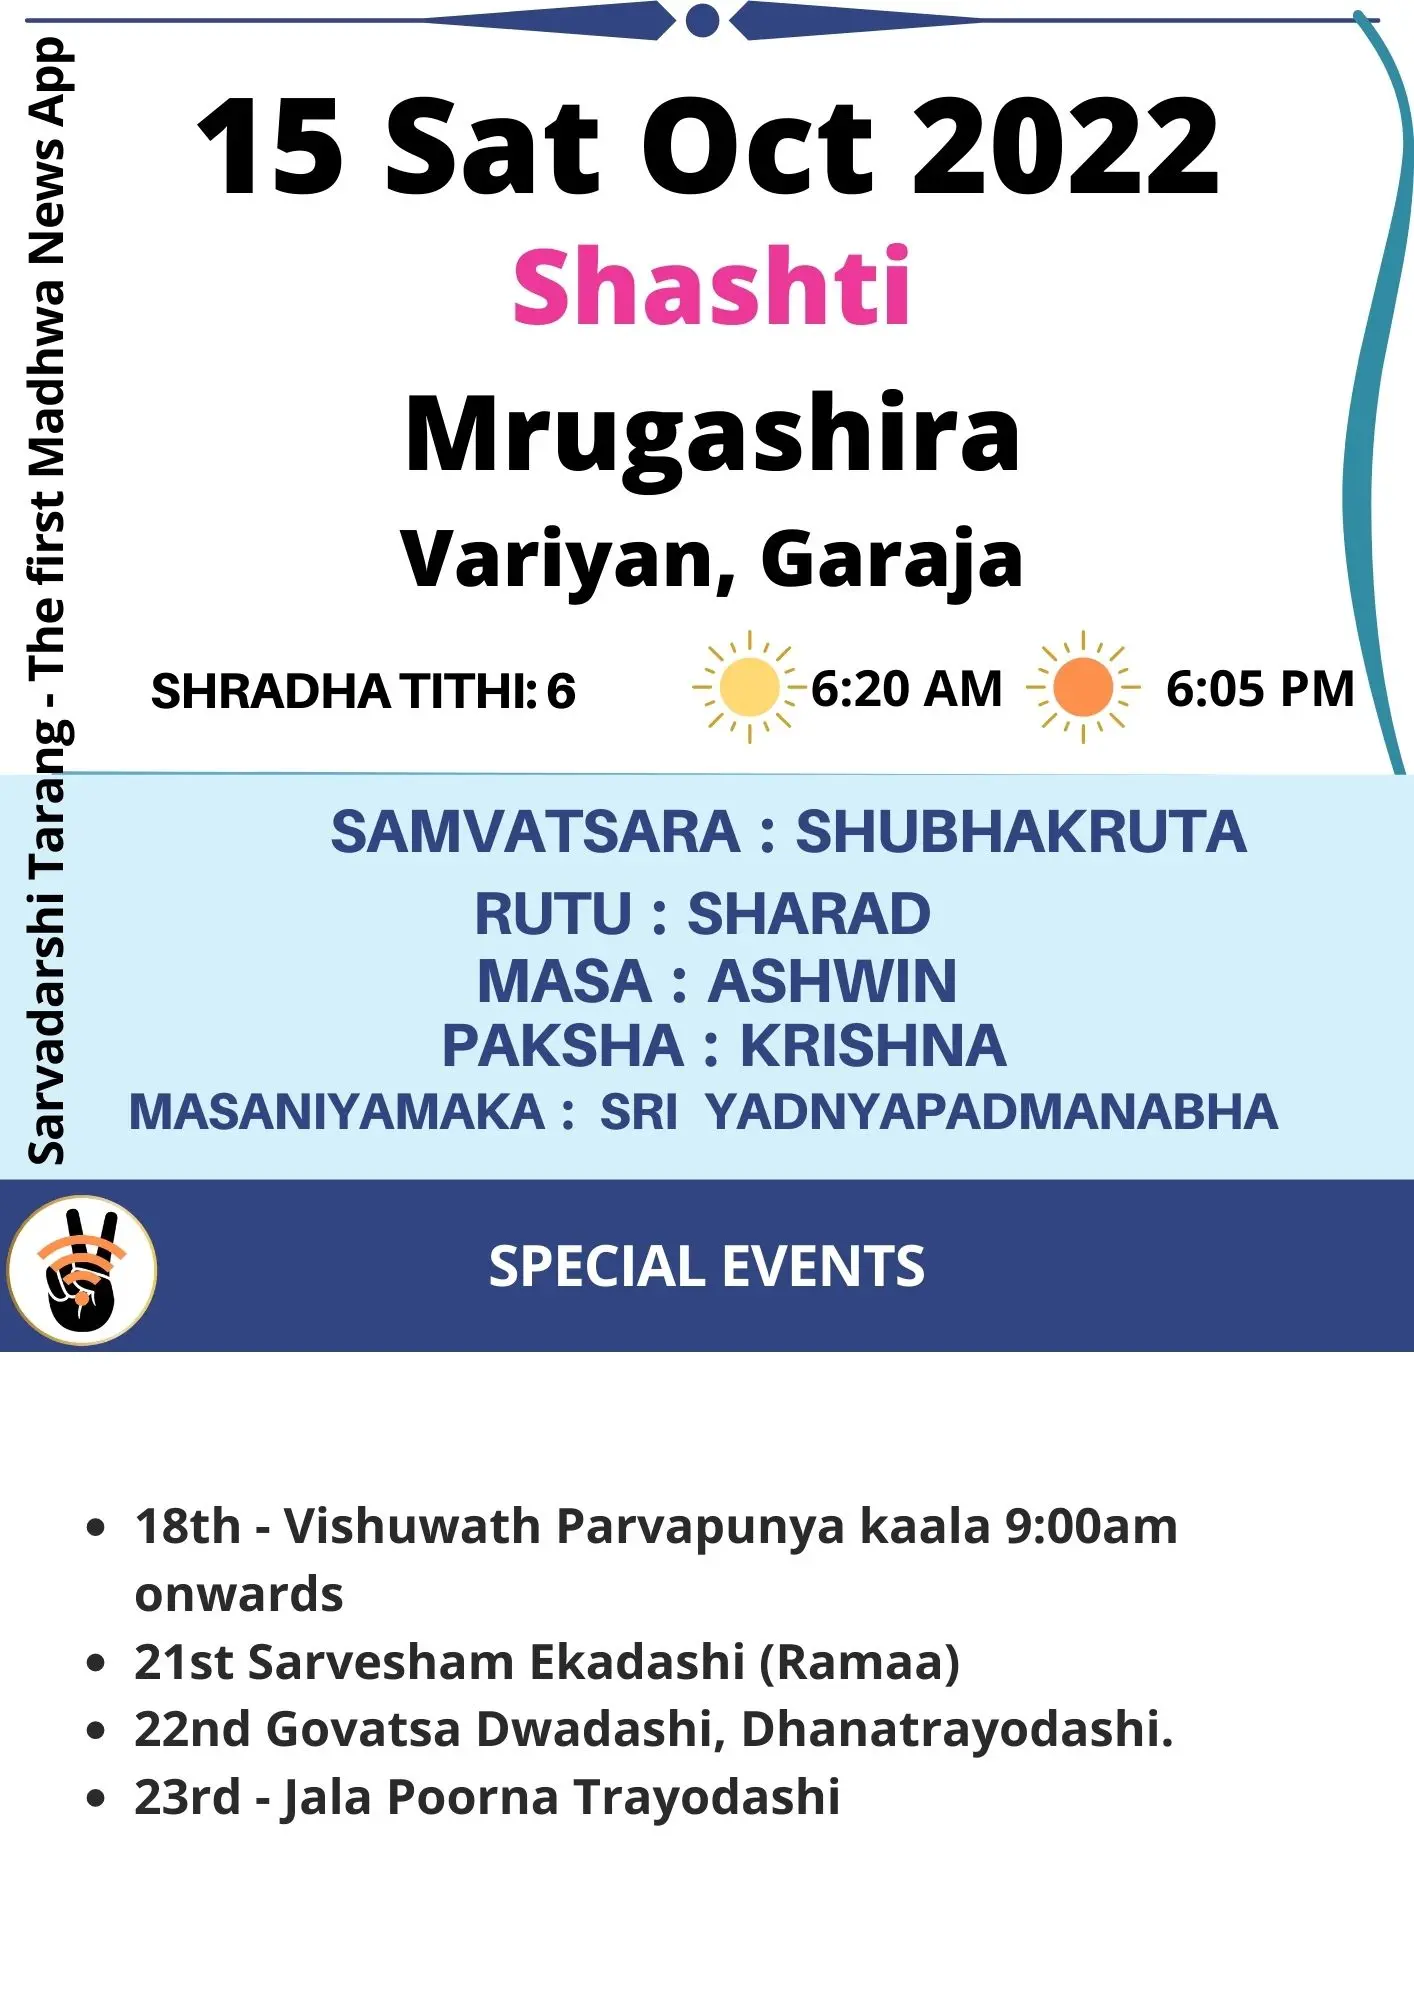 15 Sat Oct 2022
Shashti
Mrugashira
Variyan, Garaja
SHRADHA TITHI: 6
6:20 AM
6:05 PM
Sarvadarshi Tarang - The first Madhwa News App
SAMVATSARA : SHUBHAKRUTA
RUTU : SHARAD
MASA : ASHWIN
PAKSHA : KRISHNA
MASANIYAMAKA : SRI YADNYAPADMANABHA
SPECIAL EVENTS
• 18th - Vishuwath Parvapunya kaala 9:00am
onwards
• 21st Sarvesham Ekadashi (Ramaa)
• 22nd Govatsa Dwadashi, Dhanatrayodashi.
• 23rd - Jala Poorna Trayodashi